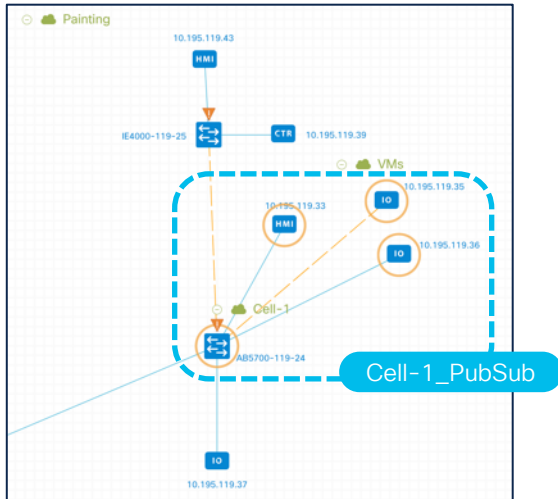 Painting
10.195.119.43
HMI
IE4000-119-25
CTR
10.195.119.39
VMs
10.195.119.35
IO
10.195.119.33
HMI
10.195.119.36
IO
Cell-1
AB5700-119-24
Cell-1_PubSub
IO
10.195.119.37